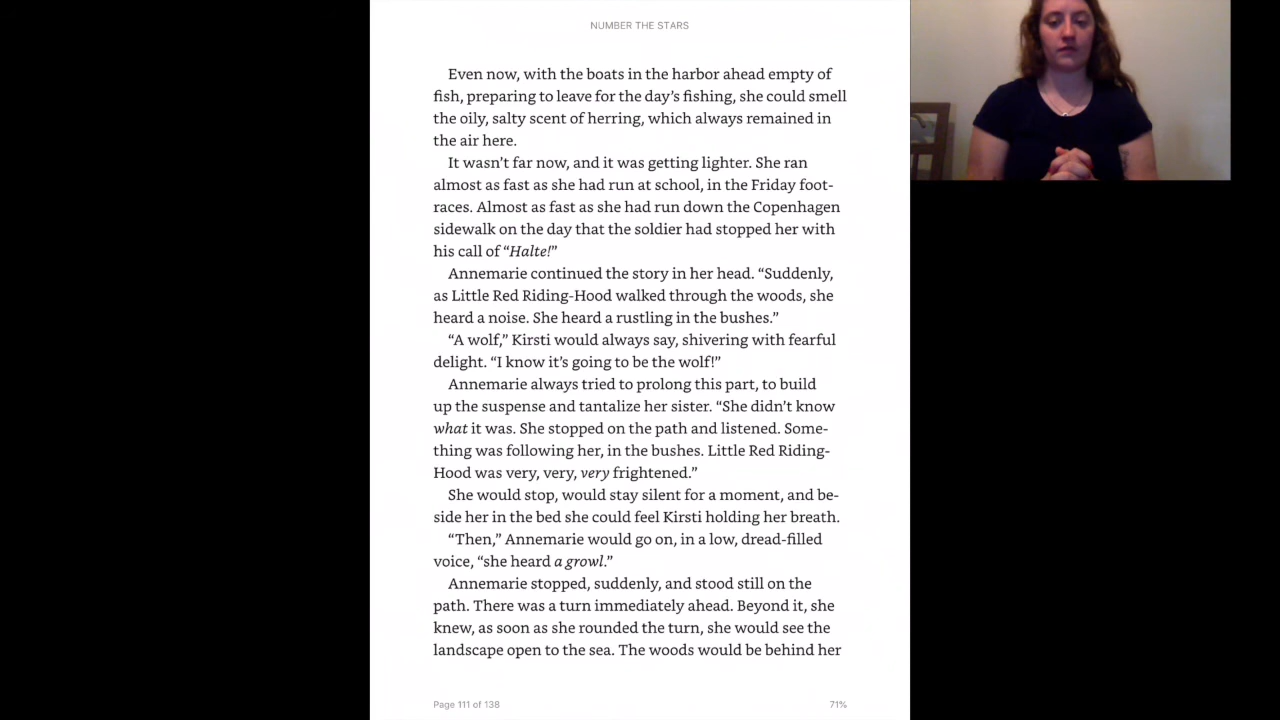 NUMBER THE STARS
Even now, with the boats in the harbor ahead empty of
fish, preparing to leave for the day’s fishing, she could smell
the oily, salty scent of herring, which always remained in
the air here.
It wasn’t far now, and it was getting lighter. She ran
almost as fast as she had run at school, in the Friday foot-
races. Almost as fast as she had run down the Copenhagen
sidewalk on the day that the soldier had stopped her with
his call of “Halte!”
Annemarie continued the story in her head. “Suddenly,
as Little Red Riding-Hood walked through the woods, she
heard a noise. She heard a rustling in the bushes.”
“A wolf,” Kirsti would always say, shivering with fearful
delight. “I know it’s going to be the wolf!”
Annemarie always tried to prolong this part, to build
up the suspense and tantalize her sister. “She didn’t know
what it was. She stopped on the path and listened. Some-
thing was following her, in the bushes. Little Red Riding-
Hood was very, very, very frightened.”
She would stop, would stay silent for a moment, and be-
side her in the bed she could feel Kirsti holding her breath.
“Then,” Annemarie would go on, in a low, dread-filled
voice, “she heard a growl.”
Annemarie stopped, suddenly, and stood still on the
path. There was a turn immediately ahead. Beyond it, she
knew, as soon as she rounded the turn, she would see the
landscape open to the sea. The woods would be behind her
Page 111 of 138
71%